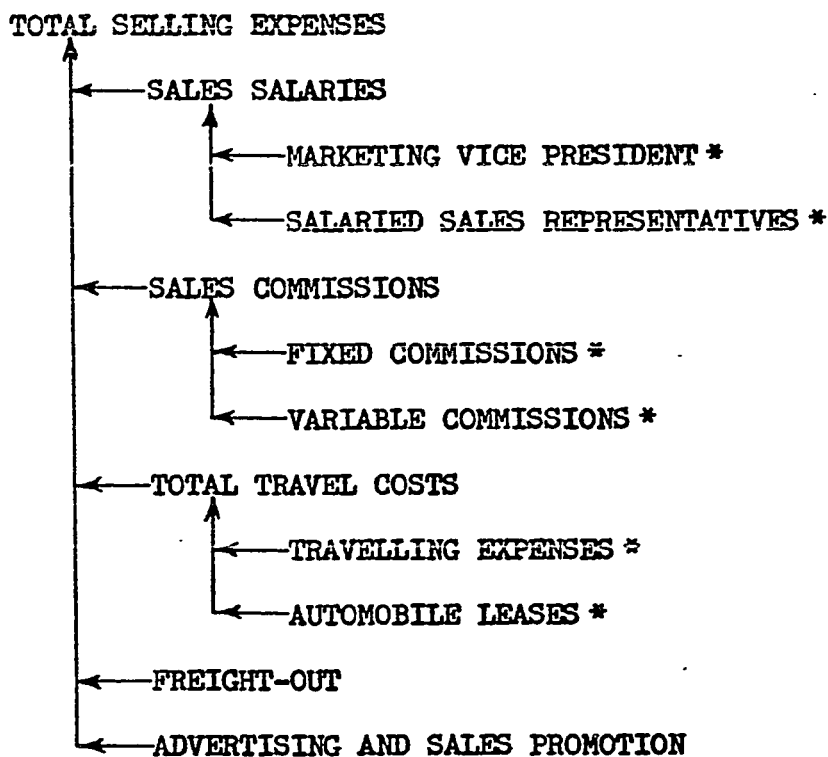 TOTAL SELLING EXPENSES
SALES SALARIES
MARKETING VICE PRESIDENT *
SALARIED SALES REPRESENTATIVES *
SALES COMMISSIONS
FIXED COMMISSIONS *
VARIABLE COMMISSIONS *
TOTAL TRAVEL COSTS
TRAVELLING EXPENSES *
AUTOMOBILE LEASES *
FREIGHT-OUT
ADVERTISING AND SALES PROMOTION